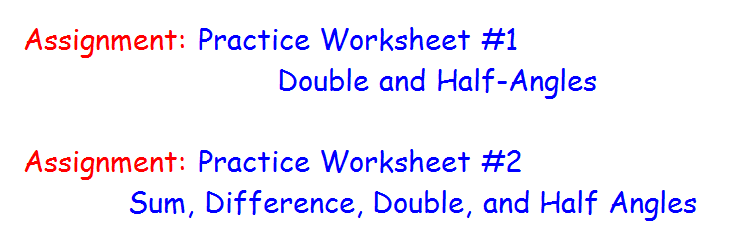 Assignment: Practice Worksheet #1
Double and Half-Angles
Assignment: Practice Worksheet #2
Sum, Difference, Double, and Half Angles